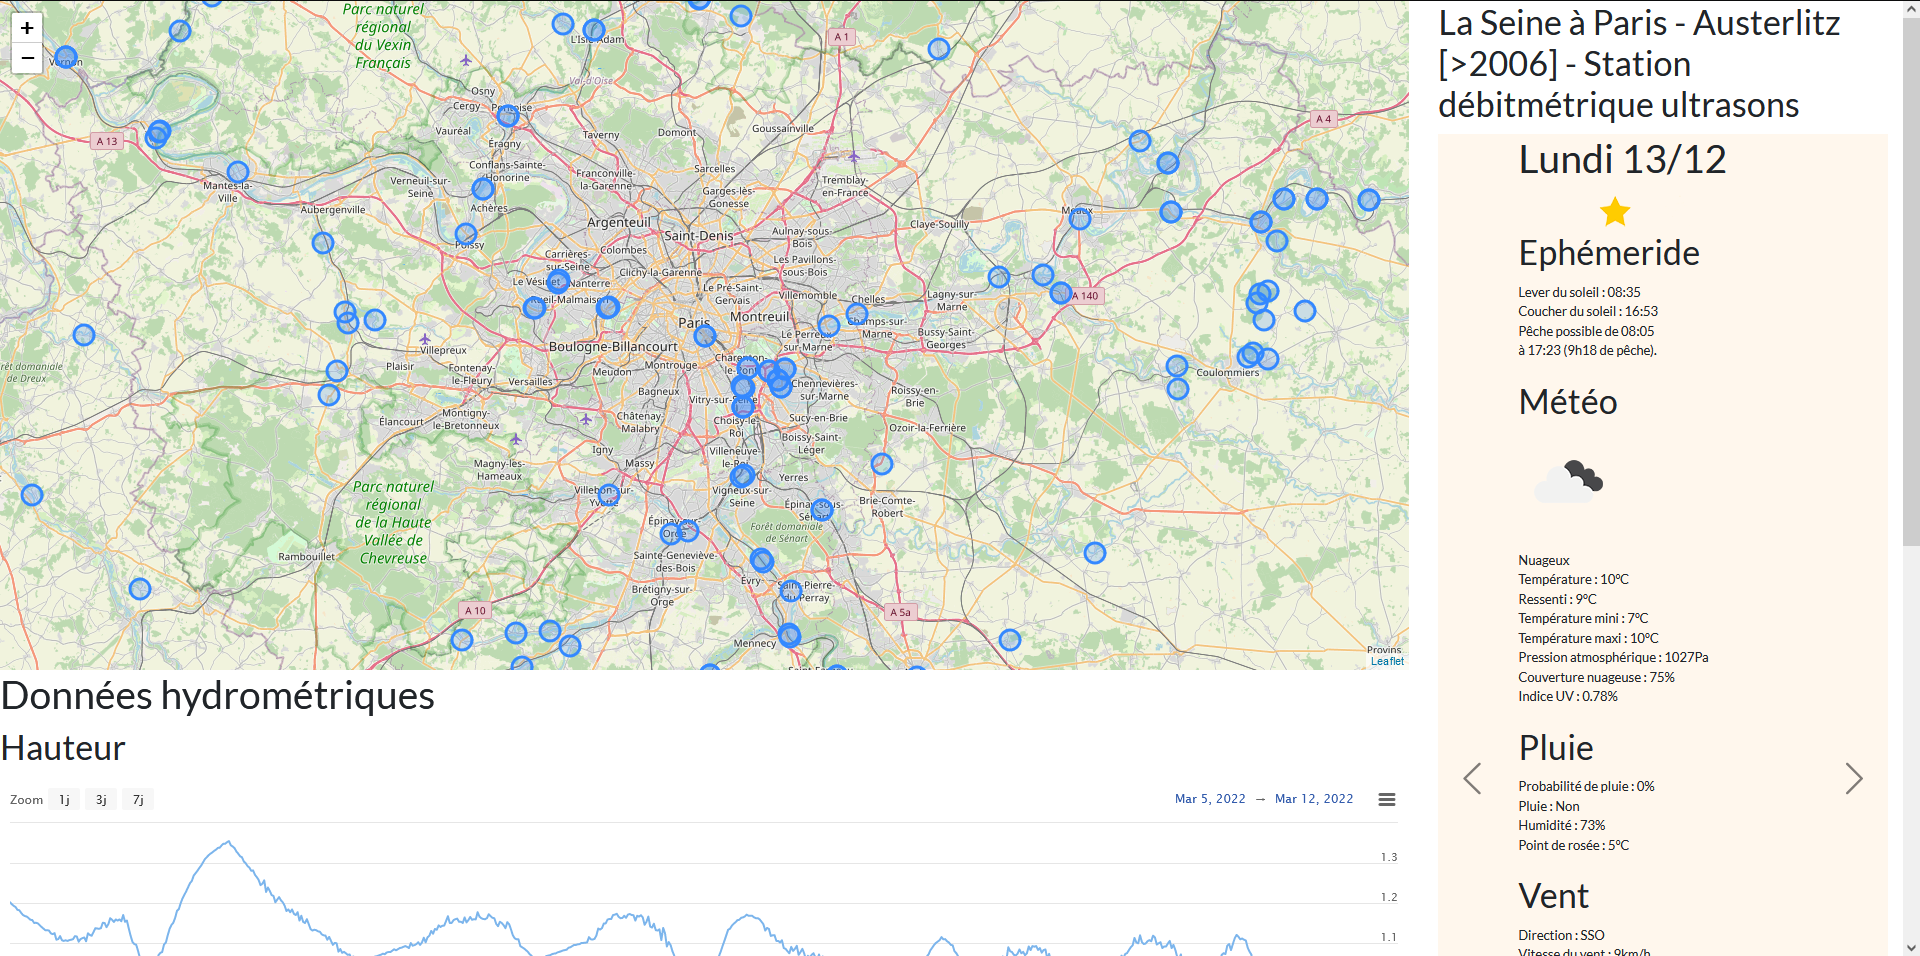 +
−
Parc naturel
régional
du Vexin
Français
L'Isle-Adam
A 1
Val-d'Oise
Osny
Cergy
Pontoise
Vauréal
Éragny
Taverny
Domont
Goussainville
A 4
A 13
Conflans-Sainte-
Honorine
Sarcelles
Franconville-
la-Garenne
Tremblay-
en-France
Verneuil-sur-
Seine
Mantes-la-
Ville
Garges-lès-
Gonesse
Achères
Aubergenville
Meaux
Argenteuil
Saint-Denis
Claye-Souilly
Aulnay-sous-
Bois
Poissy
Colombes
Carrières-
sur-Seine
Les Pavillons-
sous-Bois
Clichy-la-Garenne
Le Vésinet
Nanterre
Le Pré-Saint-
Gervais
Villemomble
Chelles
Lagny-sur-
Marne
A 140
Rueil-Malmaison
Paris
Montreuil
Champs-sur-
Marne
Le Perreux-
sur-Marne
Bussy-Saint-
Georges
Villepreux
Boulogne-Billancourt
Charenton-
le-Pont
Plaisir
Fontenay-
le-Fleury
Versailles
Meudon
Montrouge
Coulommiers
Bagneux
Chennevières-
sur-Marne
Roissy-en-
Brie
Vitry-sur-Seine
Montigny-
le-Bretonneux
Élancourt
Châtenay-
Malabry
Choisy-le-
Roi
Sucy-en-Brie
Ozoir-la-Ferrière
Boissy-Saint-
Léger
Igny
Villeneuve-
le-Roi
Massy
Magny-les-
Hameaux
Yerres
Parc naturel
régional
de la Haute
Vallée de
Chevreuse
Villebon-sur-
Yvette
Vigneux-sur-
Seine
Brie-Comte-
Robert
Épinay-sous-
Sénart
Épinay-sur-
Orge
Forêt domaniale
de Sénart
Rambouillet
Sainte-Geneviève-
des-Bois
Évry
Saint-Pierre-
du-Perray
Brétigny-sur-
Orge
A 10
A 5a
Mennecy
Provins
Leaflet
de Dreux
La Seine à Paris - Austerlitz
[>2006] - Station
débitmétrique ultrasons
Lundi 13/12
Ephémeride
Lever du soleil : 08:35
Coucher du soleil : 16:53
Pêche possible de 08:05
à 17:23 (9h18 de pêche).
Météo
Nuageux
Température : 10°C
Ressenti : 9°C
Température mini : 7°C
Température maxi : 10°C
Pression atmosphérique : 1027Pa
Couverture nuageuse : 75%
Indice UV : 0.78%
Pluie
Probabilité de pluie : 0%
Pluie : Non
Humidité : 73%
Point de rosée : 5°C
Vent
Direction : SSO
Vitesse du vent : 9km/h
Données hydrométriques
Hauteur
Zoom 1j 3j 7j
Mar 5, 2022 → Mar 12, 2022
1.3
1.2
1.1